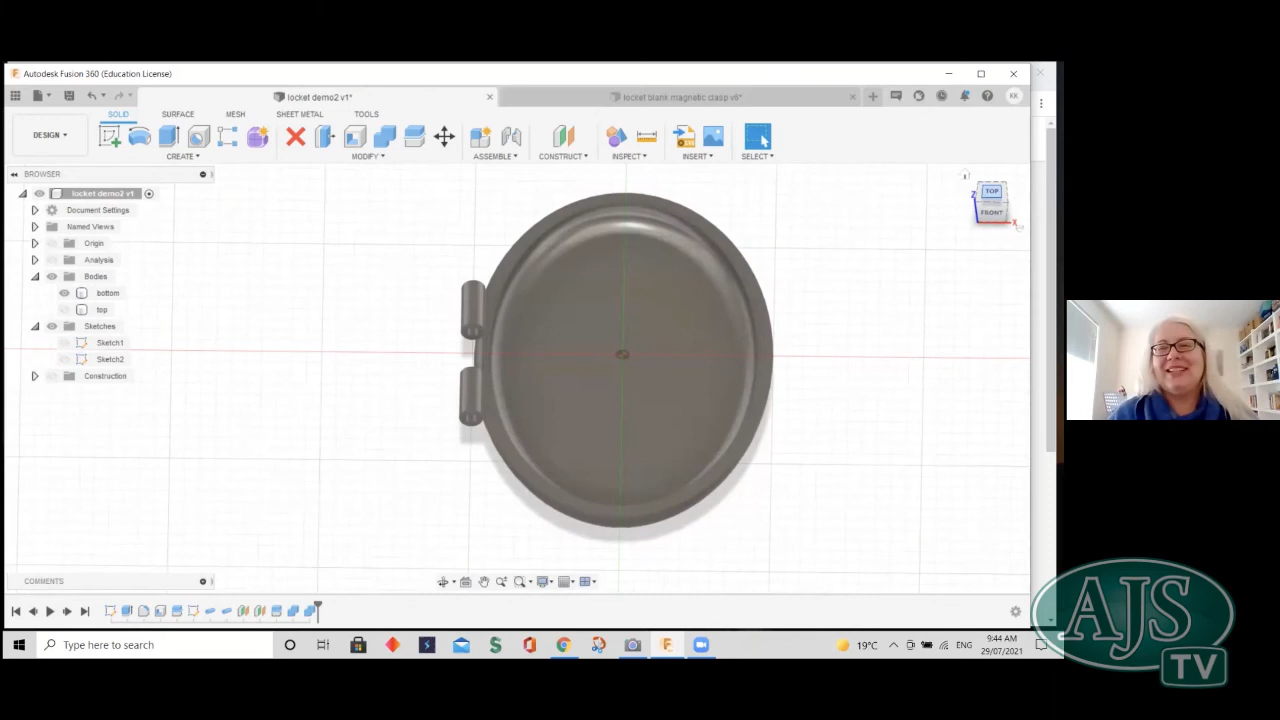 Autodesk Fusion 360 (Education License)
locket demo2 v1*
locket blank magnetic clasp v6*
KK
SOLID SURFACE MESH SHEET METAL TOOLS
DESIGN
CREATE MODIFY ASSEMBLE CONSTRUCT INSPECT INSERT SELECT
BROWSER
locket demo2 v1
Document Settings
Named Views
Origin
Analysis
Bodies
bottom
top
Sketches
Sketch1
Sketch2
Construction
TOP
FRONT
Z
X
COMMENTS
Type here to search
19°C
ENG
9:44 AM
29/07/2021
AJS
TV